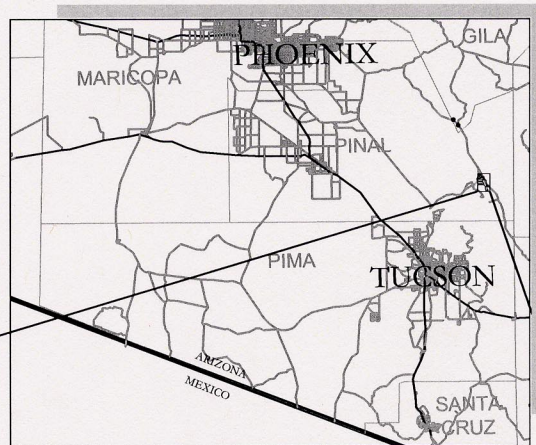 GILA
PHOENIX
MARICOPA
PINAL
PIMA
TUCSON
ARIZONA
MEXICO
SANTA
CRUZ